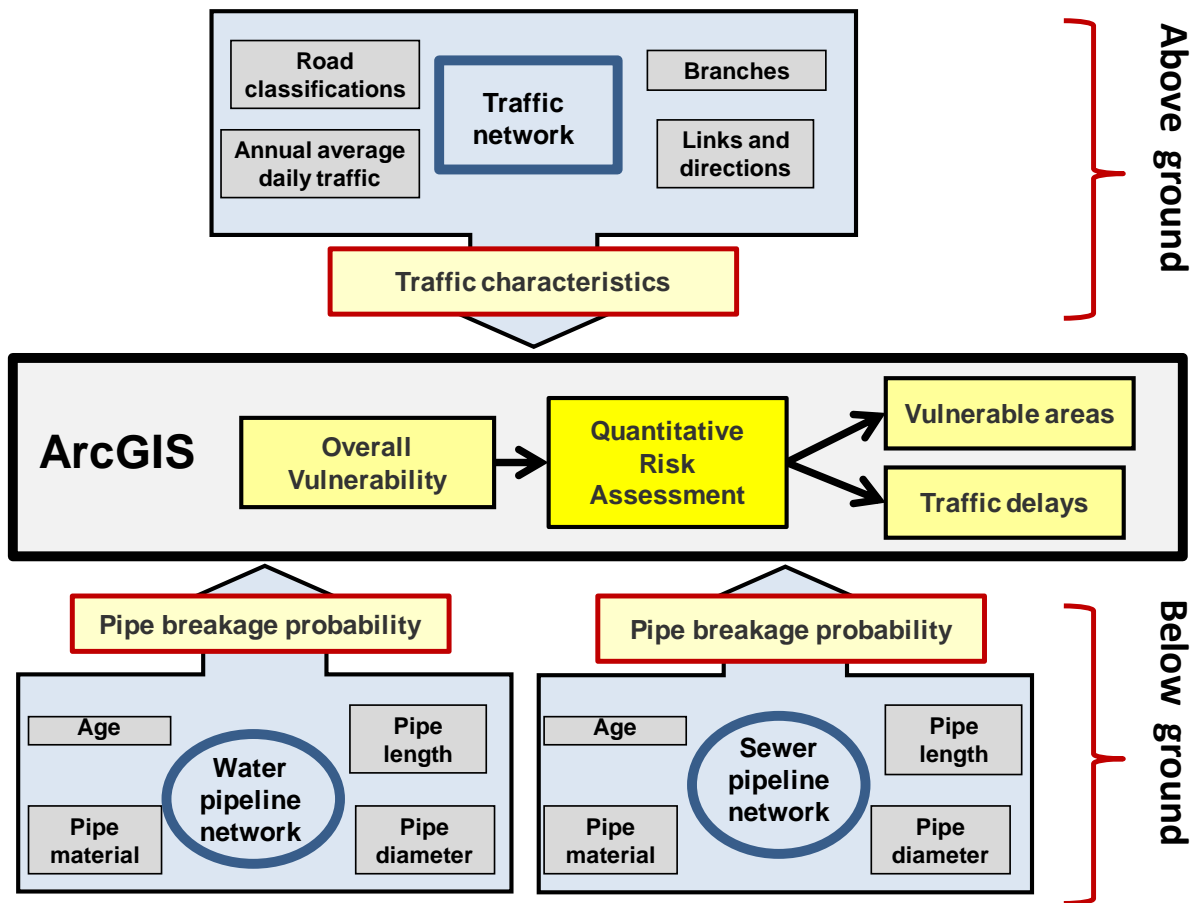 Road
classifications
Traffic
network
Branches
Annual average
daily traffic
Links and
directions
Traffic characteristics
Above ground
ArcGIS
Overall
Vulnerability
Quantitative
Risk
Assessment
Vulnerable areas
Traffic delays
Pipe breakage probability
Pipe breakage probability
Below ground
Age
Pipe
length
Water
pipeline
network
Pipe
material
Pipe
diameter
Age
Pipe
length
Sewer
pipeline
network
Pipe
material
Pipe
diameter